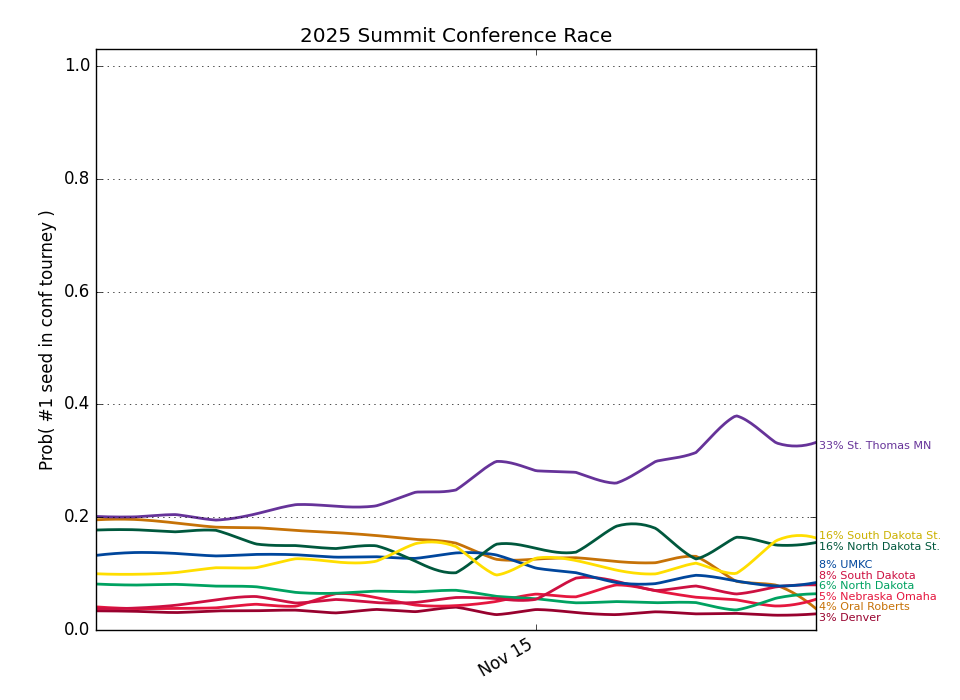 2025 Summit Conference Race
Prob( #1 seed in conf tourney )
1.0
0.8
0.6
0.4
0.2
0.0
Nov 15
33% St. Thomas MN
16% South Dakota St.
16% North Dakota St.
8% UMKC
8% South Dakota
6% North Dakota
5% Nebraska Omaha
4% Oral Roberts
3% Denver